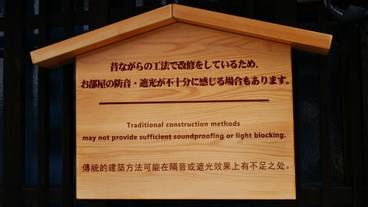 昔ながらの工法で改修をしているため、
お部屋の防音・遮光が不十分に感じる場合もあります。
Traditional construction methods
may not provide sufficient soundproofing or light blocking.
傳統的建築方法可能在隔音或遮光效果上有不足之处。